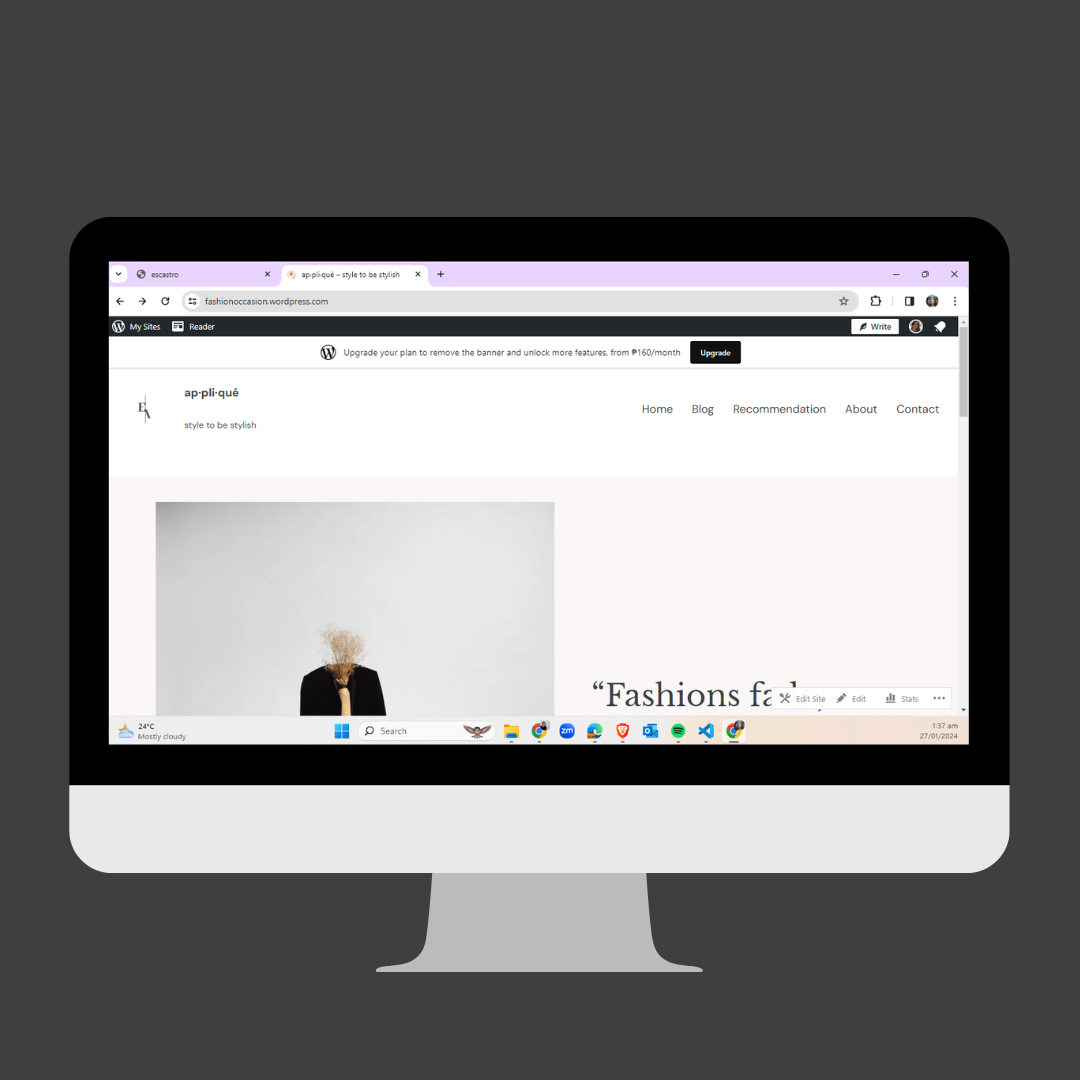 escastro
ap·pli·qué – style to be stylish
fashionoccasion.wordpress.com
My Sites Reader Write
Upgrade your plan to remove the banner and unlock more features. from ₱160/month Upgrade
EA
ap·pli·qué
style to be stylish
Home Blog Recommendation About Contact
“Fashions
Edit Site Edit Stats
24°C
Mostly cloudy
Search
zm
1:37 am
27/01/2024